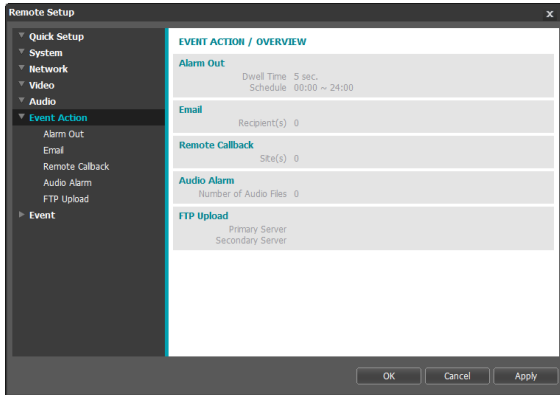 Remote Setup
x
Quick Setup
System
Network
Video
Audio
Event Action
Alarm Out
Email
Remote Callback
Audio Alarm
FTP Upload
Event
EVENT ACTION / OVERVIEW
Alarm Out
Dwell Time 5 sec.
Schedule 00:00 ~ 24:00
Email
Recipient(s) 0
Remote Callback
Site(s) 0
Audio Alarm
Number of Audio Files 0
FTP Upload
Primary Server
Secondary Server
OK Cancel Apply